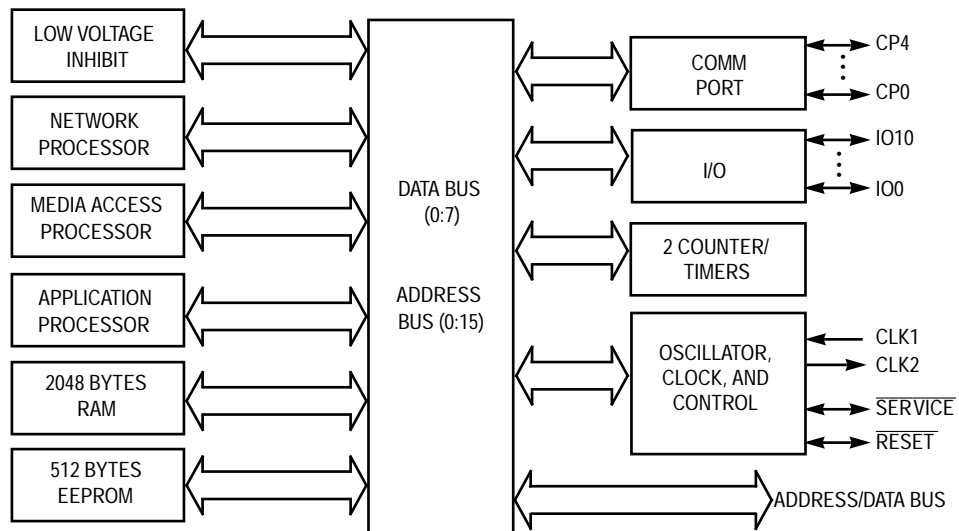 LOW VOLTAGE
INHIBIT
NETWORK
PROCESSOR
MEDIA ACCESS
PROCESSOR
APPLICATION
PROCESSOR
2048 BYTES
RAM
512 BYTES
EEPROM
DATA BUS
(0:7)
ADDRESS
BUS (0:15)
COMM
PORT
CP4
CP0
I/O
IO10
IO0
2 COUNTER/
TIMERS
OSCILLATOR,
CLOCK, AND
CONTROL
CLK1
CLK2
SERVICE
RESET
ADDRESS/DATA BUS